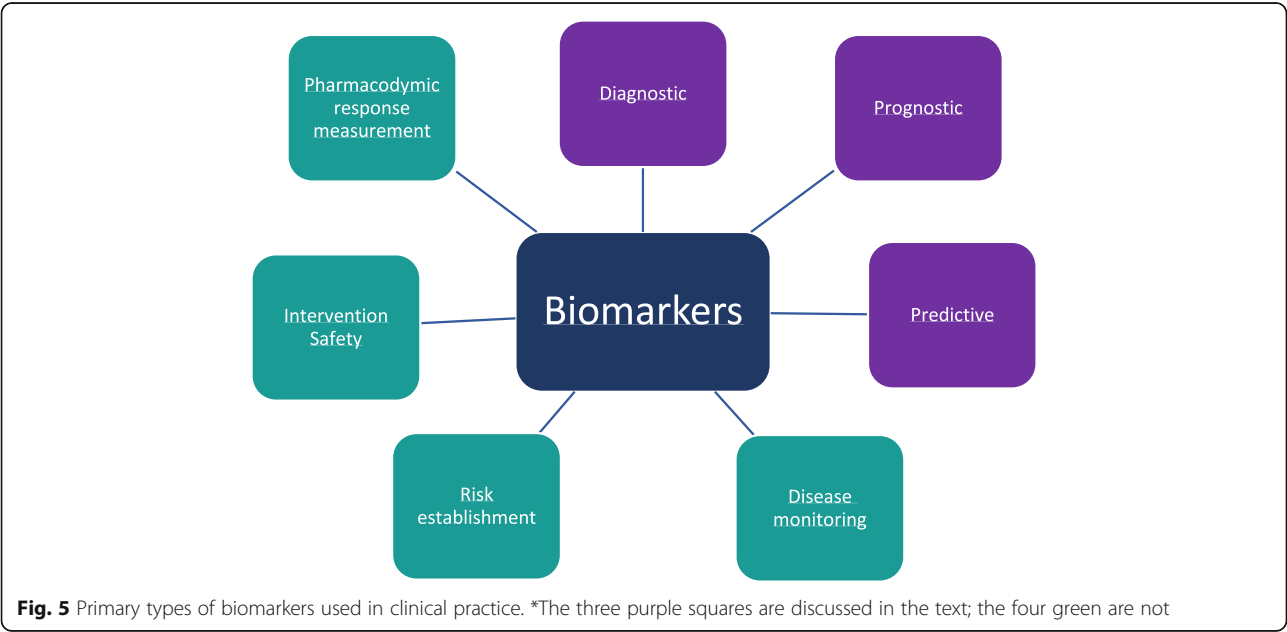 Pharmacodymic
response
measurement
Diagnostic
Prognostic
Intervention
Safety
Biomarkers
Predictive
Risk
establishment
Disease
monitoring
Fig. 5 Primary types of biomarkers used in clinical practice. *The three purple squares are discussed in the text; the four green are not